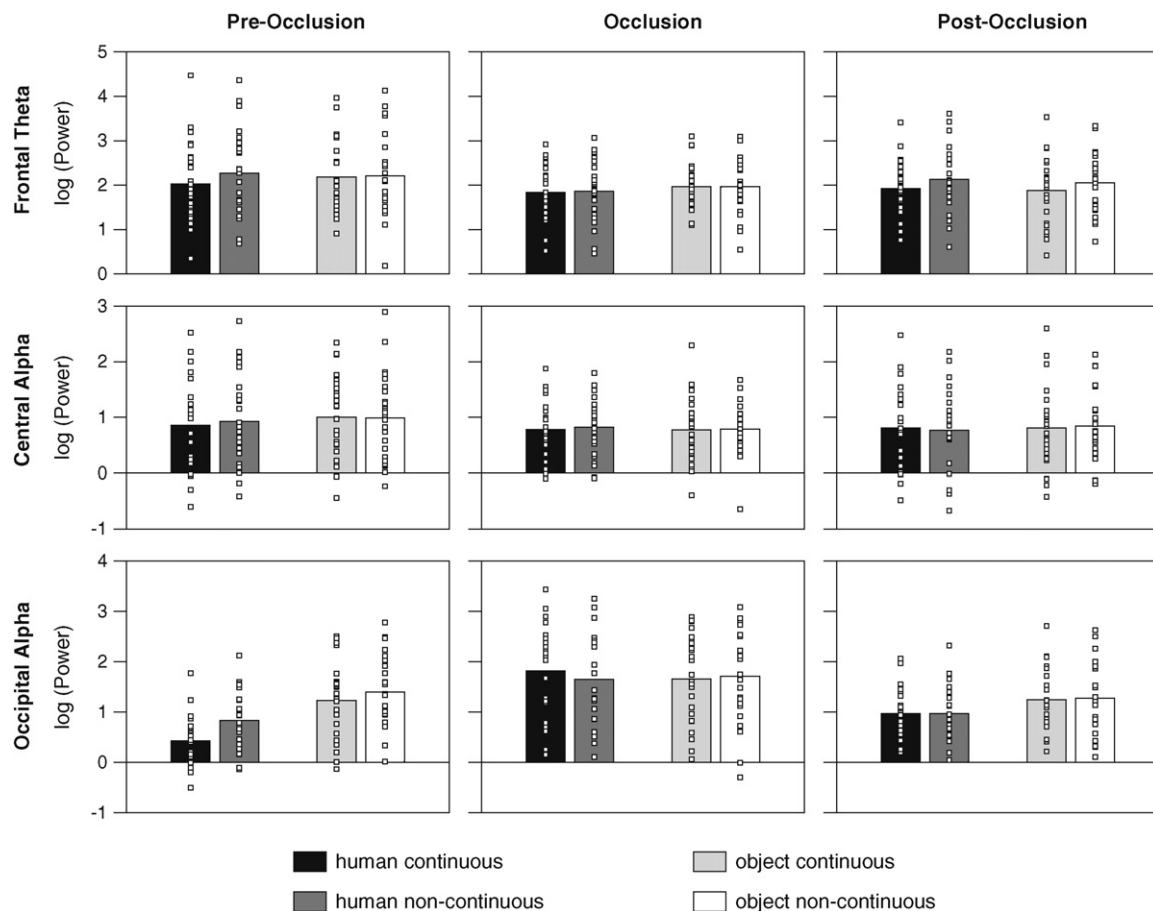 Pre-Occlusion
Occlusion
Post-Occlusion
Frontal Theta
log (Power)
5
4
3
2
1
0
Central Alpha
log (Power)
3
2
1
0
-1
Occipital Alpha
log (Power)
4
3
2
1
0
-1
human continuous
object continuous
human non-continuous
object non-continuous